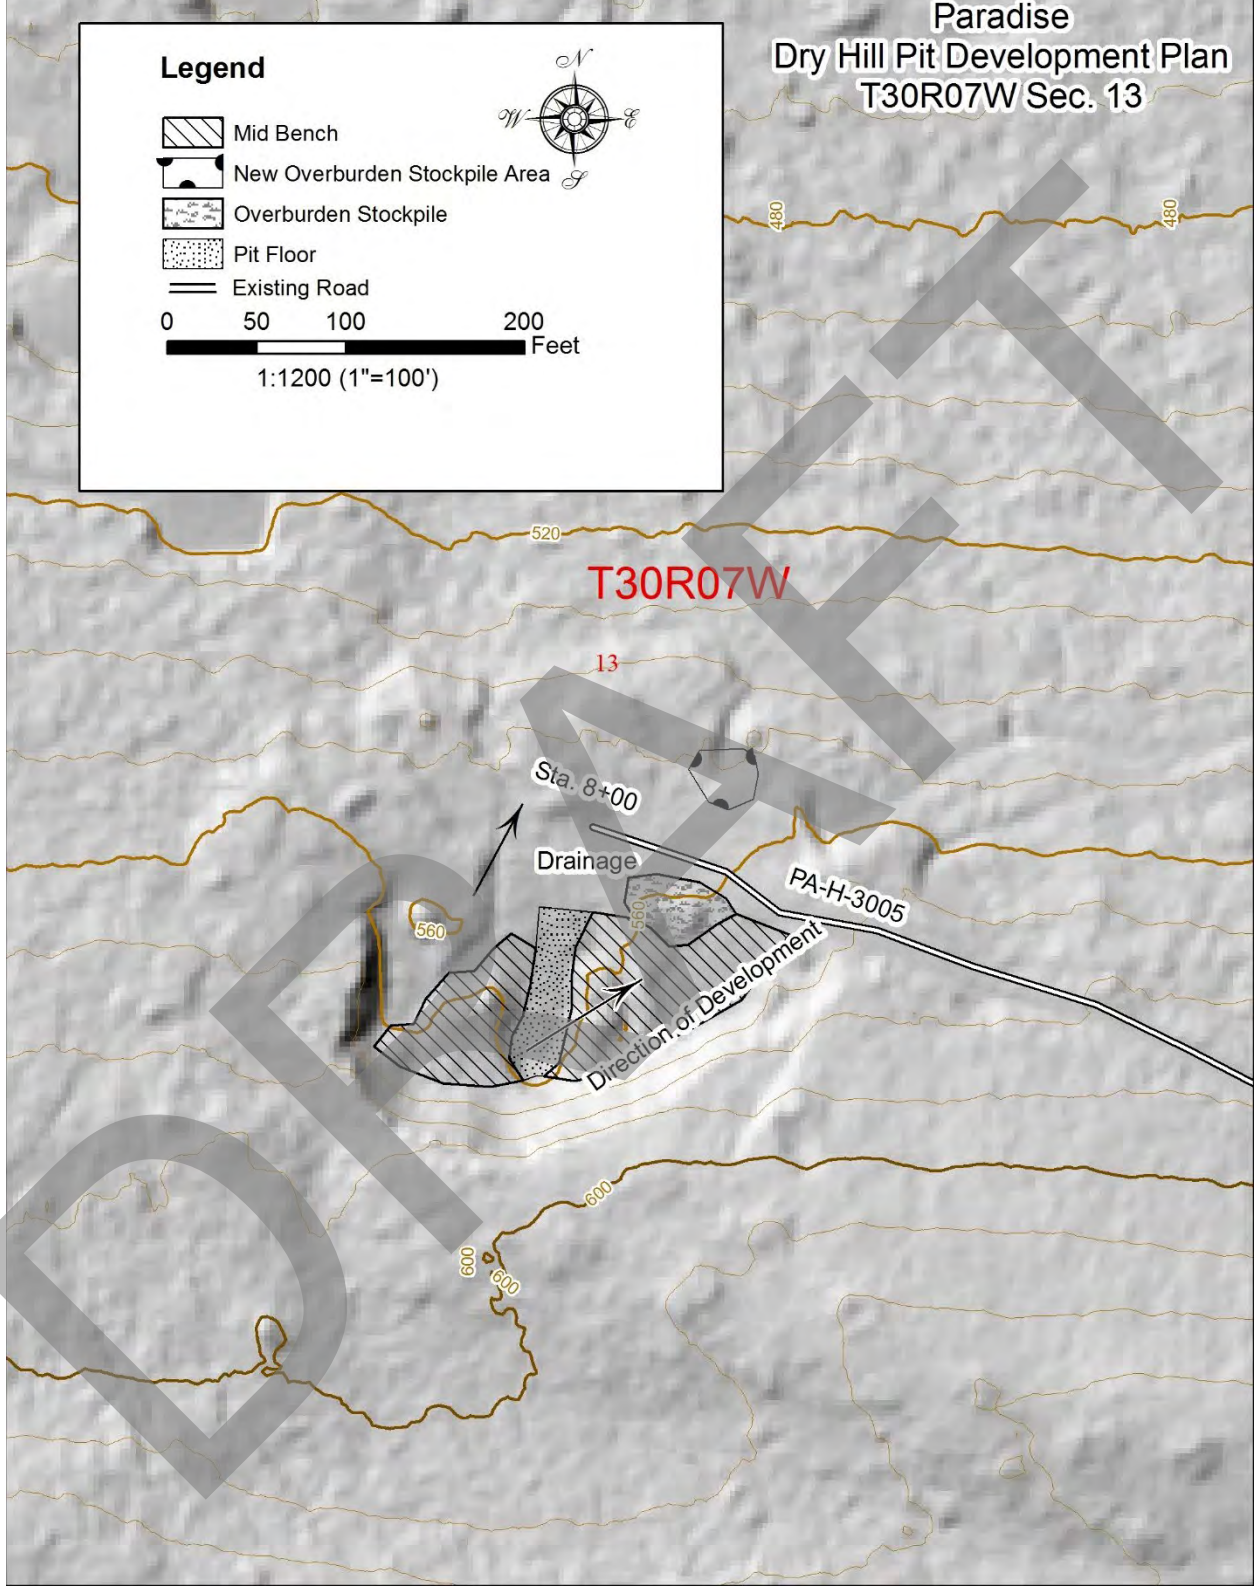 Paradise
Dry Hill Pit Development Plan
T30R07W Sec. 13
Legend
N
W
E
S
Mid Bench
New Overburden Stockpile Area
Overburden Stockpile
Pit Floor
Existing Road
0 50 100 200
Feet
1:1200 (1"=100')
480
480
520
T30R07W
13
Sta. 8+00
Drainage
PA-H-3005
560
560
Direction of Development
600
600
600
DRAFT